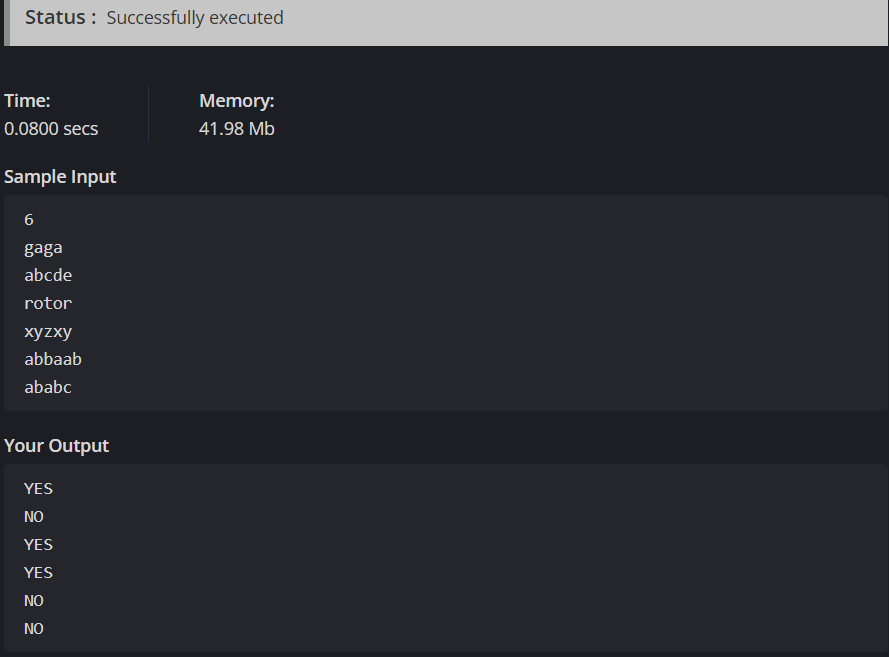 Status : Successfully executed
Time: Memory:
0.0800 secs 41.98 Mb
Sample Input
6
gaga
abcde
rotor
xyzxy
abbaab
ababc
Your Output
YES
NO
YES
YES
NO
NO